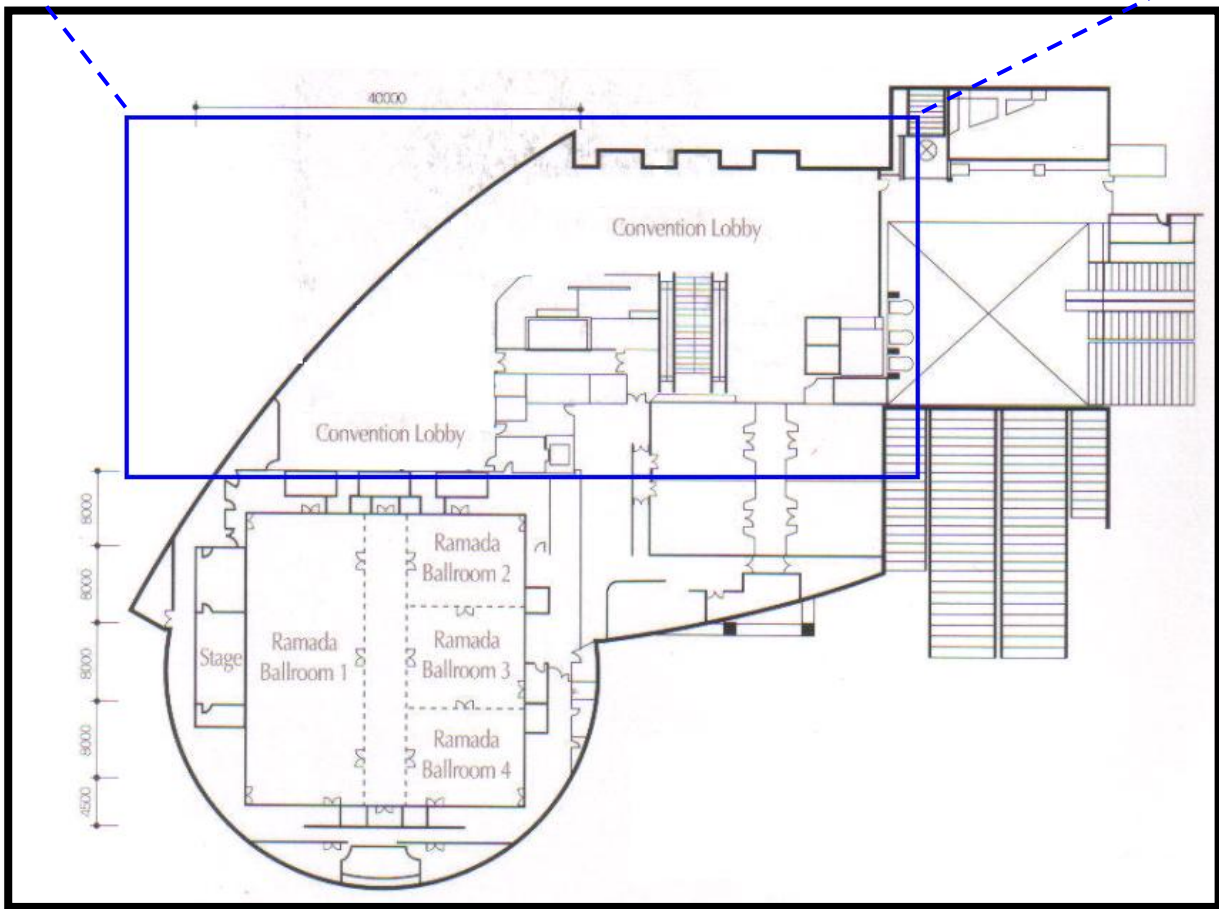 40000
Convention Lobby
Convention Lobby
8000
8000
8000
8000
4500
Ramada
Ballroom 2
Stage
Ramada
Ballroom 1
Ramada
Ballroom 3
Ramada
Ballroom 4